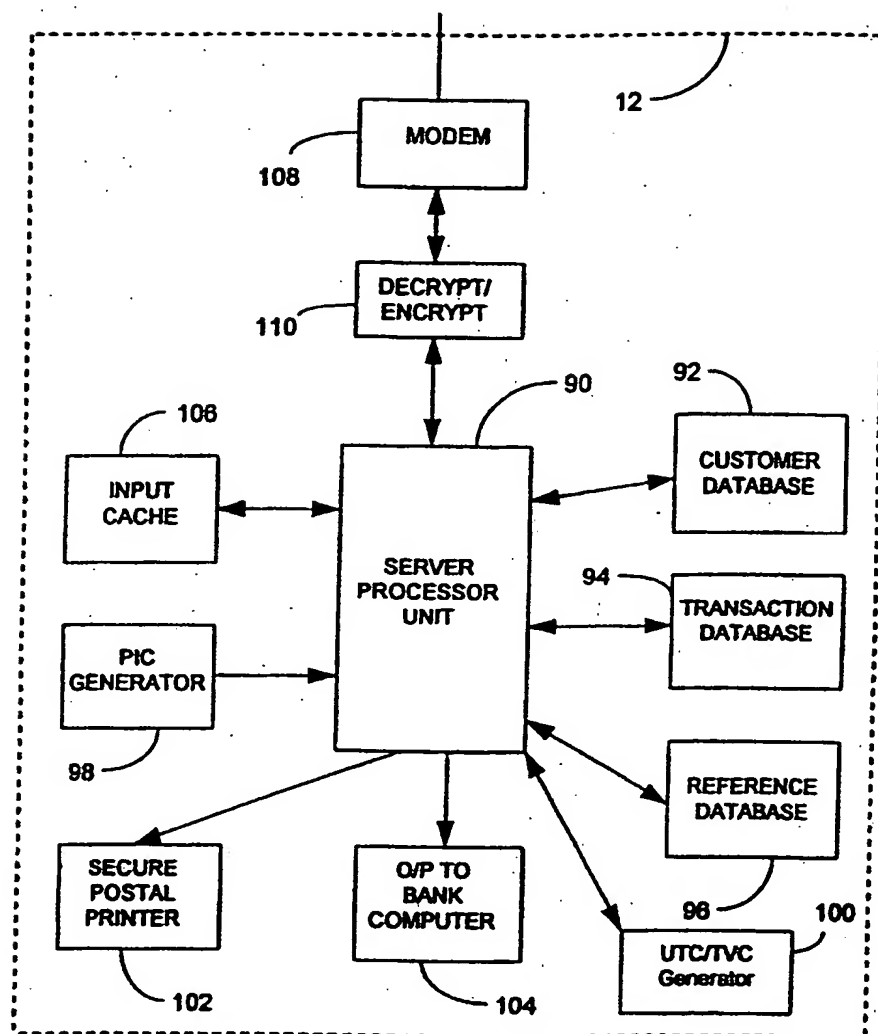 12
MODEM
108
DECRYPT/
ENCRYPT
110
90
92
106
INPUT
CACHE
CUSTOMER
DATABASE
SERVER
PROCESSOR
UNIT
94
TRANSACTION
DATABASE
PIC
GENERATOR
98
REFERENCE
DATABASE
96
SECURE
POSTAL
PRINTER
102
O/P TO
BANK
COMPUTER
104
100
UTC/TVC
Generator